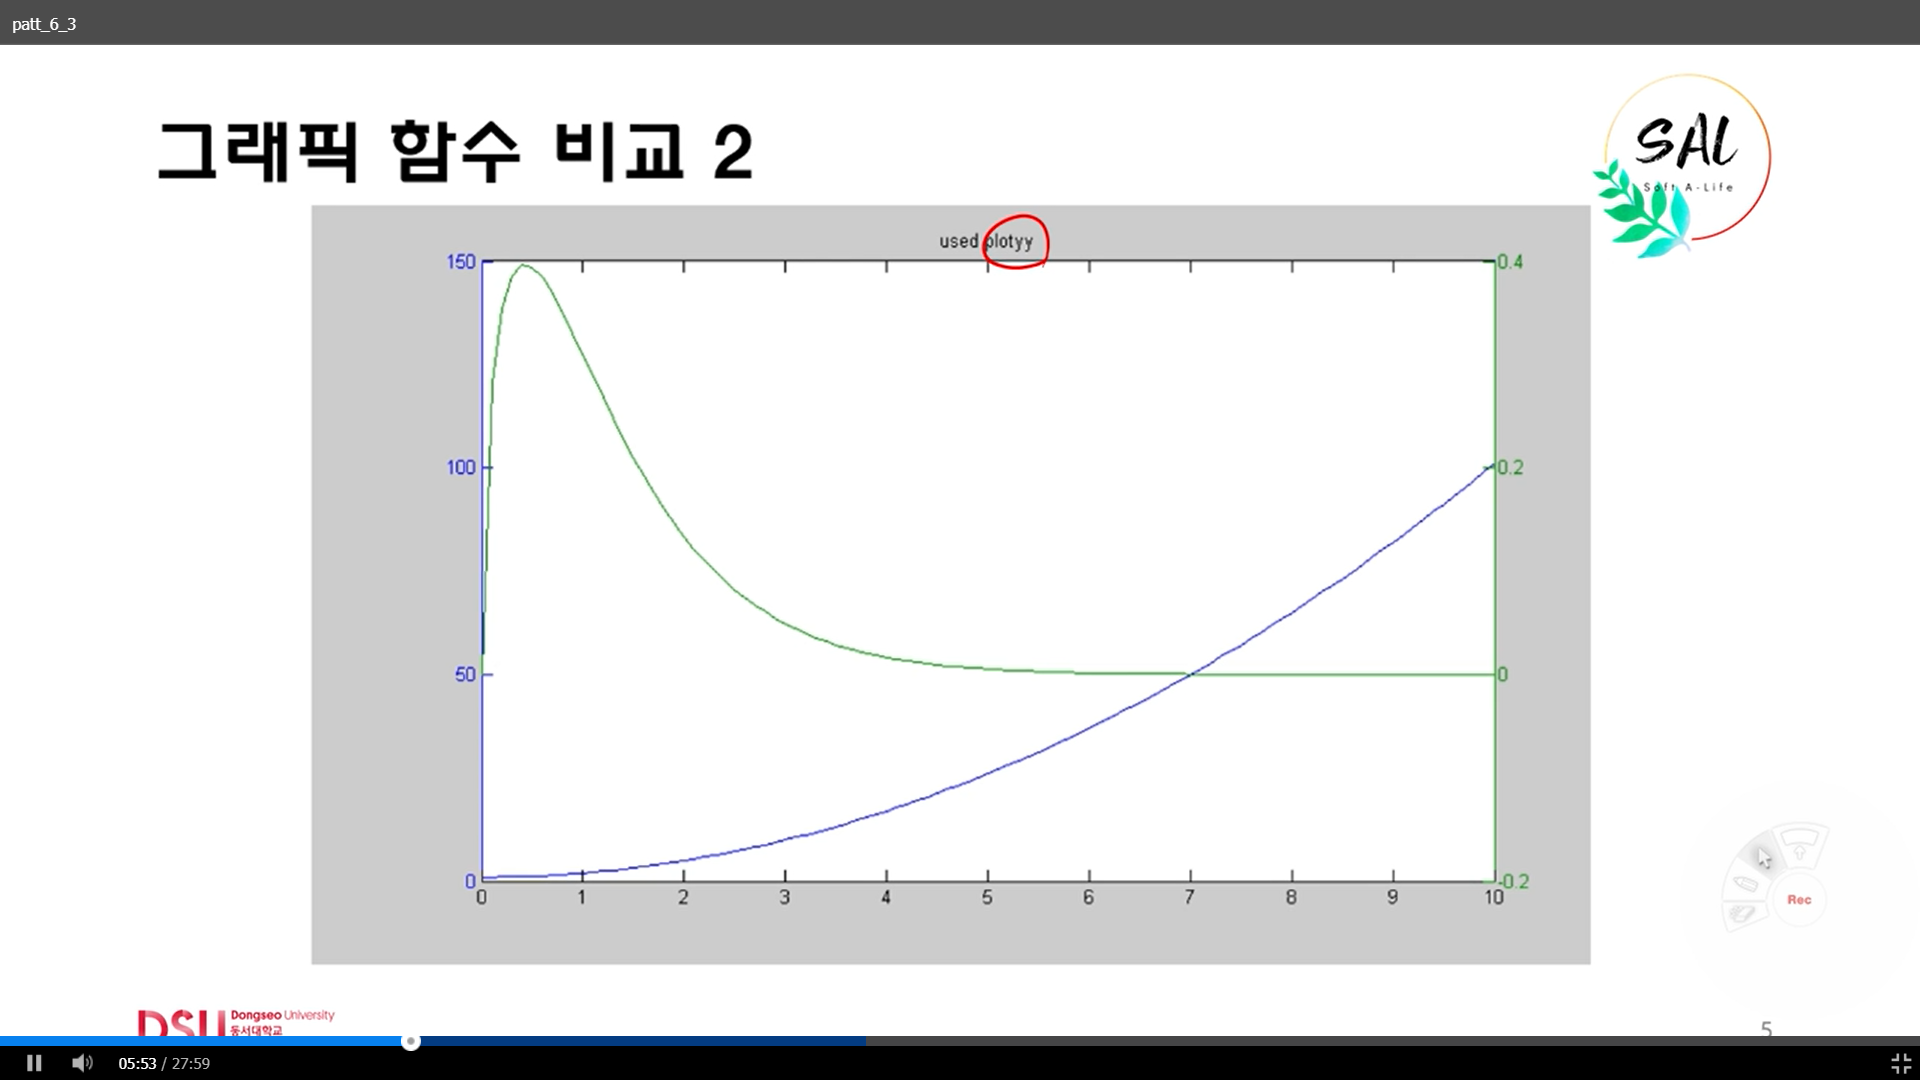 patt_6_3
그래픽 함수 비교 2
SAL
Soft A-Life
used plotyy
150
100
50
0
0.4
0.2
0
-0.2
0 1 2 3 4 5 6 7 8 9 10
Rec
DSU Dongseo University
동서대학교
5
05:53 / 27:59